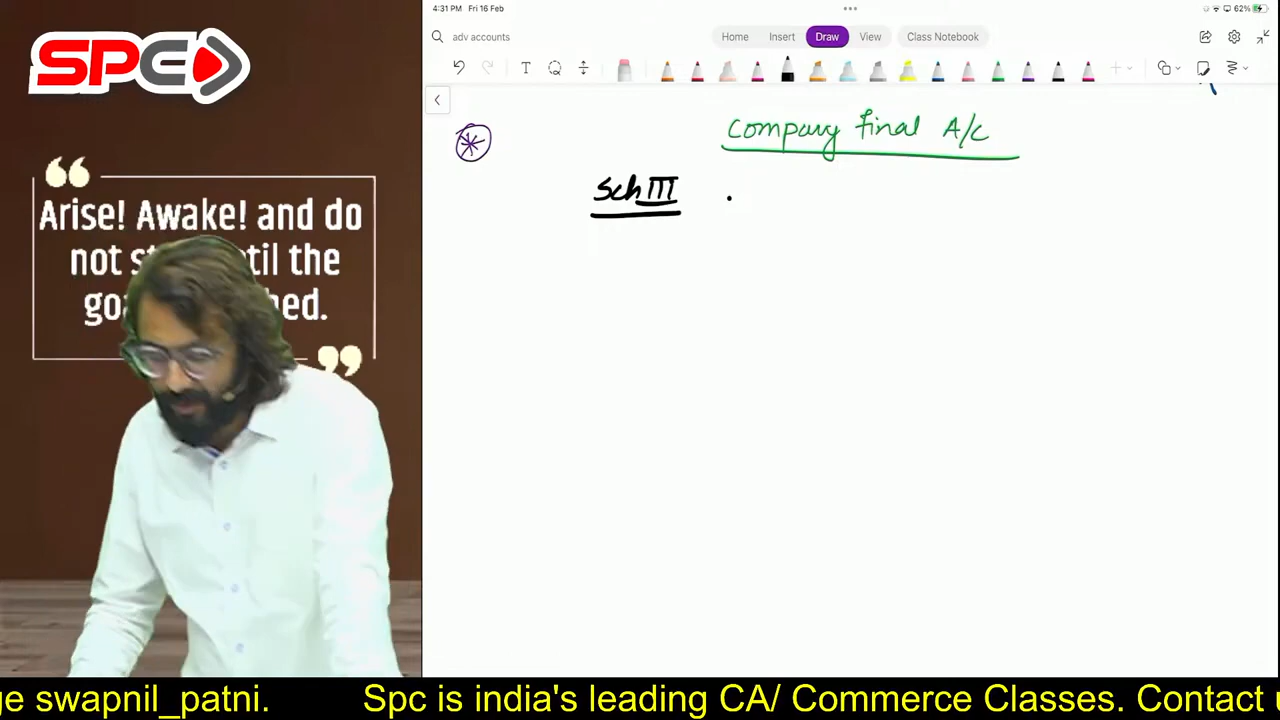 SPC
Arise! Awake! and do
not st til the
go hed.
4:31 PM Fri 16 Feb
62%
adv accounts
Home Insert Draw View Class Notebook
Company final A/C
Sch III
ge swapnil_patni. Spc is india's leading CA/ Commerce Classes. Contact u